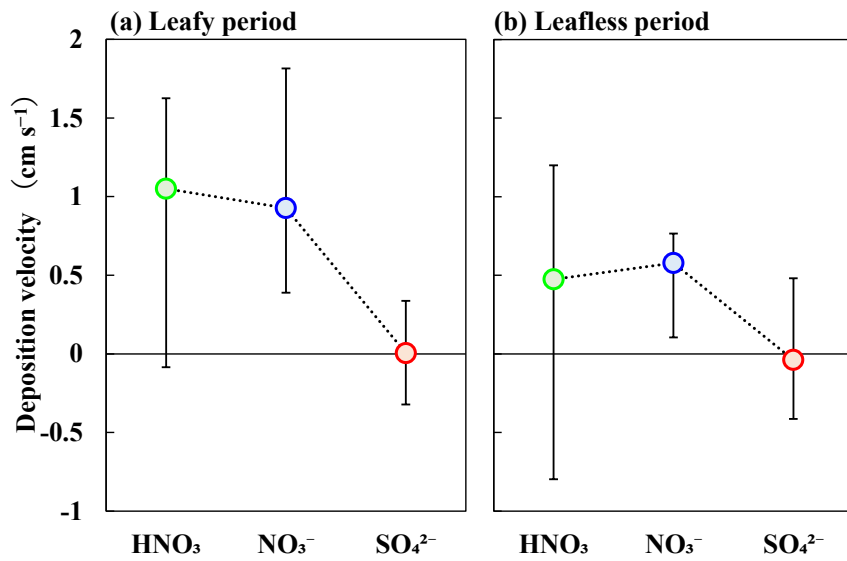 (a) Leafy period
(b) Leafless period
Deposition velocity (cm s⁻¹)
2
1.5
1
0.5
0
-0.5
-1
HNO₃
NO₃⁻
SO₄²⁻
HNO₃
NO₃⁻
SO₄²⁻